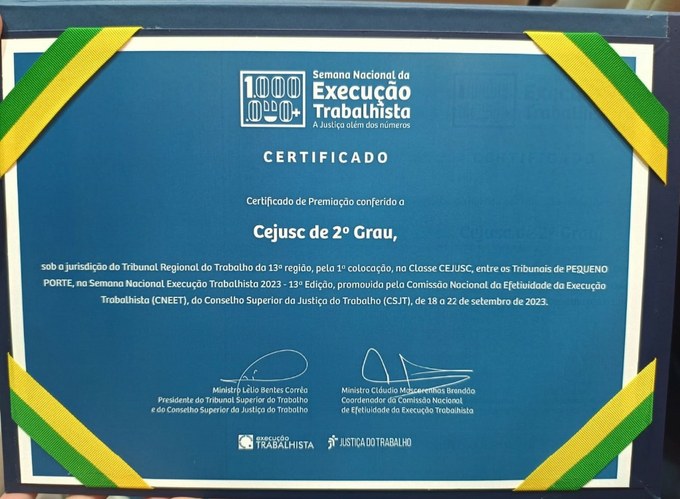 1.000
.000+
Semana Nacional da
Execução
Trabalhista
A Justiça além dos números
CERTIFICADO
Certificado de Premiação conferido a
Cejusc de 2º Grau,
sob a jurisdição do Tribunal Regional do Trabalho da 13ª região, pela 1ª colocação, na Classe CEJUSC, entre os Tribunais de PEQUENO
PORTE, na Semana Nacional Execução Trabalhista 2023 - 13ª Edição, promovida pela Comissão Nacional da Efetividade da Execução
Trabalhista (CNEET), do Conselho Superior da Justiça do Trabalho (CSJT), de 18 a 22 de setembro de 2023.
Ministro Lelio Bentes Corrêa
Presidente do Tribunal Superior do Trabalho
e do Conselho Superior da Justiça do Trabalho
Ministro Cláudio Mascarenhas Brandão
Coordenador da Comissão Nacional
de Efetividade da Execução Trabalhista
execução
TRABALHISTA
JUSTIÇA DO TRABALHO